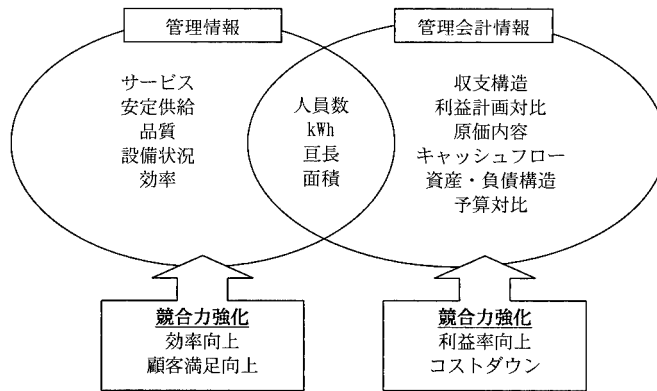 管理情報
管理会計情報
サービス
安定供給
品質
設備状況
効率
人員数
kWh
亘長
面積
収支構造
利益計画対比
原価内容
キャッシュフロー
資産・負債構造
予算対比
競合力強化
効率向上
顧客満足向上
競合力強化
利益率向上
コストダウン